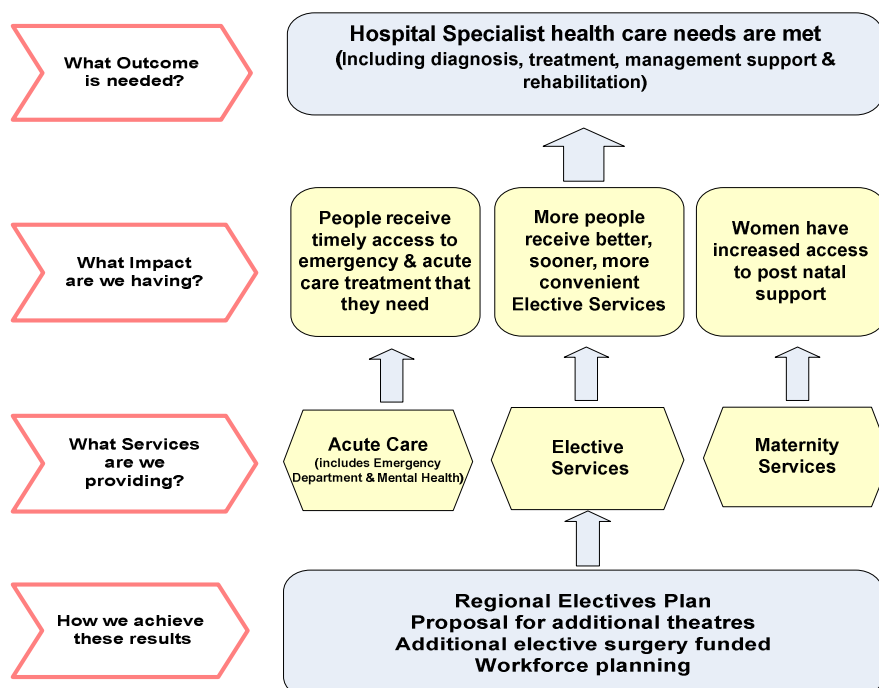 What Outcome
is needed?
Hospital Specialist health care needs are met
(Including diagnosis, treatment, management support &
rehabilitation)
What Impact
are we having?
People receive
timely access to
emergency & acute
care treatment that
they need
More people
receive better,
sooner, more
convenient
Elective Services
Women have
increased access
to post natal
support
What Services
are we
providing?
Acute Care
(includes Emergency
Department & Mental Health)
Elective
Services
Maternity
Services
How we achieve
these results
Regional Electives Plan
Proposal for additional theatres
Additional elective surgery funded
Workforce planning